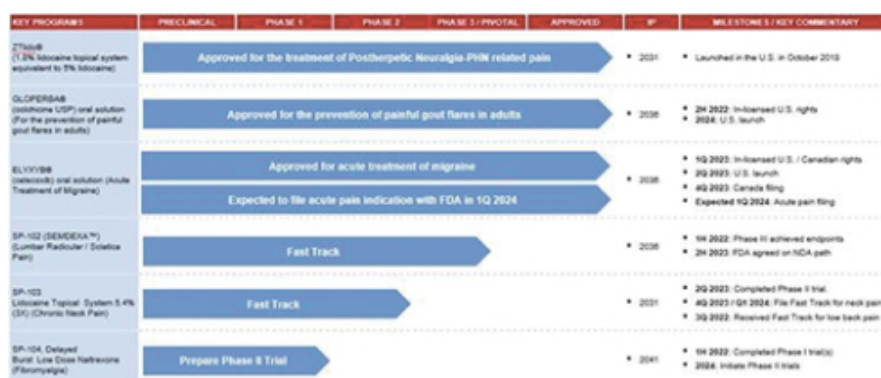 KEY PROGRAMS PRECLINICAL PHASE 1 PHASE 2 PHASE 3 / PIVOTAL APPROVED IP MILESTONES / KEY COMMENTARY
ZTlido®
(1.8% lidocaine topical system
equivalent to 5% lidocaine)
Approved for the treatment of Postherpetic Neuralgia-PHN related pain
• 2031
• Launched in the U.S. in October 2018
GLOPERBA®
(colchicine USP) oral solution
(For the prevention of painful
gout flares in adults)
Approved for the prevention of painful gout flares in adults
• 2036
• 2H 2022: In-licensed U.S. rights
• 2024: U.S. launch
ELYXYB®
(celecoxib) oral solution (Acute
Treatment of Migraine)
Approved for acute treatment of migraine
Expected to file acute pain indication with FDA in 1Q 2024
• 2036
• 1Q 2023: In-licensed U.S. / Canadian rights
• 2Q 2023: U.S. launch
• 4Q 2023: Canada filing
• Expected 1Q 2024: Acute pain filing
SP-102 (SEMDEXA™)
(Lumbar Radicular / Sciatica
Pain)
Fast Track
• 2036
• 1H 2022: Phase III achieved endpoints
• 2H 2023: FDA agreed on NDA path
SP-103
Lidocaine Topical System 5.4%
(3X) (Chronic Neck Pain)
Fast Track
• 2031
• 2Q 2023: Completed Phase II trial.
• 4Q 2023 / Q1 2024: File Fast Track for neck pain
• 3Q 2022: Received Fast Track for low back pain
SP-104, Delayed
Burst Low Dose Naltrexone
(Fibromyalgia)
Prepare Phase II Trial
• 2041
• 1H 2022: Completed Phase I trial(s)
• 2024: Initiate Phase II trials